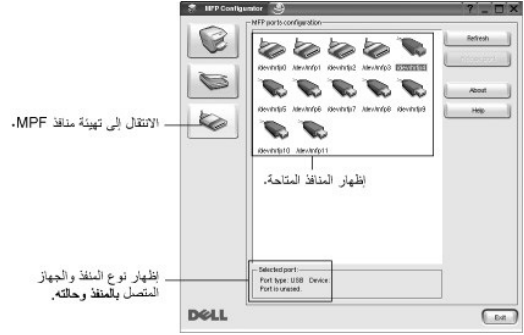 MFP Configurator
MFP ports configuration
Refresh
/dev/mfp0 /dev/mfp1 /dev/mfp2 /dev/mfp3 /dev/mfp4
About
/dev/mfp5 /dev/mfp6 /dev/mfp7 /dev/mfp8 /dev/mfp9
Help
/dev/mfp10 /dev/mfp11
الانتقال إلى تهيئة منافذ MPF.
إظهار المنافذ المتاحة.
إظهار نوع المنفذ والجهاز
المتصل بالمنفذ وحالته.
Selected port:
Port type: USB Device:
Port is unused.
DELL
Exit